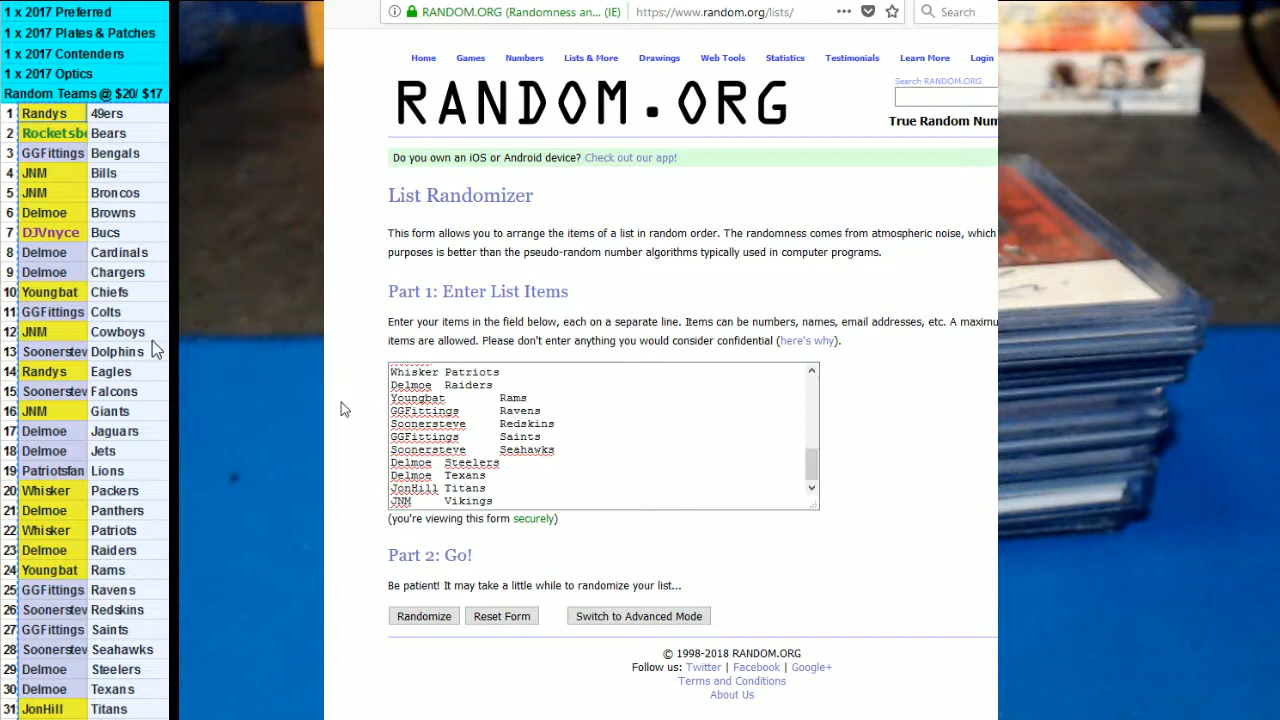 1 x 2017 Preferred
1 x 2017 Plates & Patches
1 x 2017 Contenders
1 x 2017 Optics
Random Teams @ $20/ $17
1 Randys 49ers
2 Rocketsbo Bears
3 GGFittings Bengals
4 JNM Bills
5 JNM Broncos
6 Delmoe Browns
7 DJVnyce Bucs
8 Delmoe Cardinals
9 Delmoe Chargers
10 Youngbat Chiefs
11 GGFittings Colts
12 JNM Cowboys
13 Soonerstev Dolphins
14 Randys Eagles
15 Soonerstev Falcons
16 JNM Giants
17 Delmoe Jaguars
18 Delmoe Jets
19 Patriotsfan Lions
20 Whisker Packers
21 Delmoe Panthers
22 Whisker Patriots
23 Delmoe Raiders
24 Youngbat Rams
25 GGFittings Ravens
26 Soonerstev Redskins
27 GGFittings Saints
28 Soonerstev Seahawks
29 Delmoe Steelers
30 Delmoe Texans
31 JonHill Titans
RANDOM.ORG (Randomness an... (IE) https://www.random.org/lists/ Search
Home Games Numbers Lists & More Drawings Web Tools Statistics Testimonials Learn More Login
RANDOM.ORG
Search RANDOM.ORG
True Random Num
Do you own an iOS or Android device? Check out our app!
List Randomizer
This form allows you to arrange the items of a list in random order. The randomness comes from atmospheric noise, which
purposes is better than the pseudo-random number algorithms typically used in computer programs.
Part 1: Enter List Items
Enter your items in the field below, each on a separate line. Items can be numbers, names, email addresses, etc. A maximu
items are allowed. Please don't enter anything you would consider confidential (here's why).
Whisker Patriots
Delmoe Raiders
Youngbat Rams
GGFittings Ravens
Soonersteve Redskins
GGFittings Saints
Soonersteve Seahawks
Delmoe Steelers
Delmoe Texans
JonHill Titans
JNM Vikings
(you're viewing this form securely)
Part 2: Go!
Be patient! It may take a little while to randomize your list...
Randomize Reset Form Switch to Advanced Mode
© 1998-2018 RANDOM.ORG
Follow us: Twitter | Facebook | Google+
Terms and Conditions
About Us